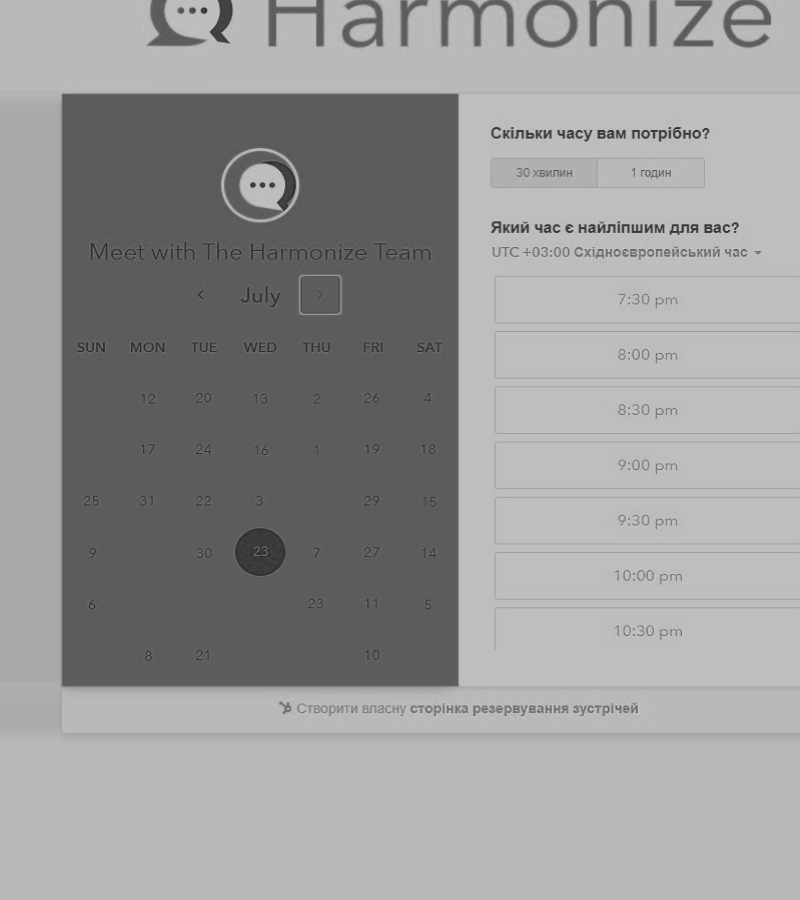 Harmonize
Meet with The Harmonize Team
July
SUN MON TUE WED THU FRI SAT
12 20 13 2 26 4
17 24 16 1 19 18
25 31 22 3 29 15
9 30 23 7 27 14
6 23 11 5
8 21 10
Скільки часу вам потрібно?
30 хвилин 1 годин
Який час є найліпшим для вас?
UTC +03:00 Східноєвропейський час
7:30 pm
8:00 pm
8:30 pm
9:00 pm
9:30 pm
10:00 pm
10:30 pm
Створити власну сторінка резервування зустрічей